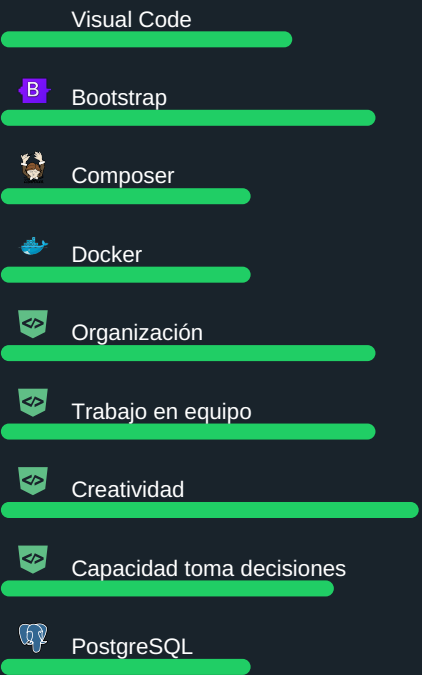 Visual Code
B
Bootstrap
Composer
Docker
</>
Organización
</>
Trabajo en equipo
</>
Creatividad
</>
Capacidad toma decisiones
PostgreSQL